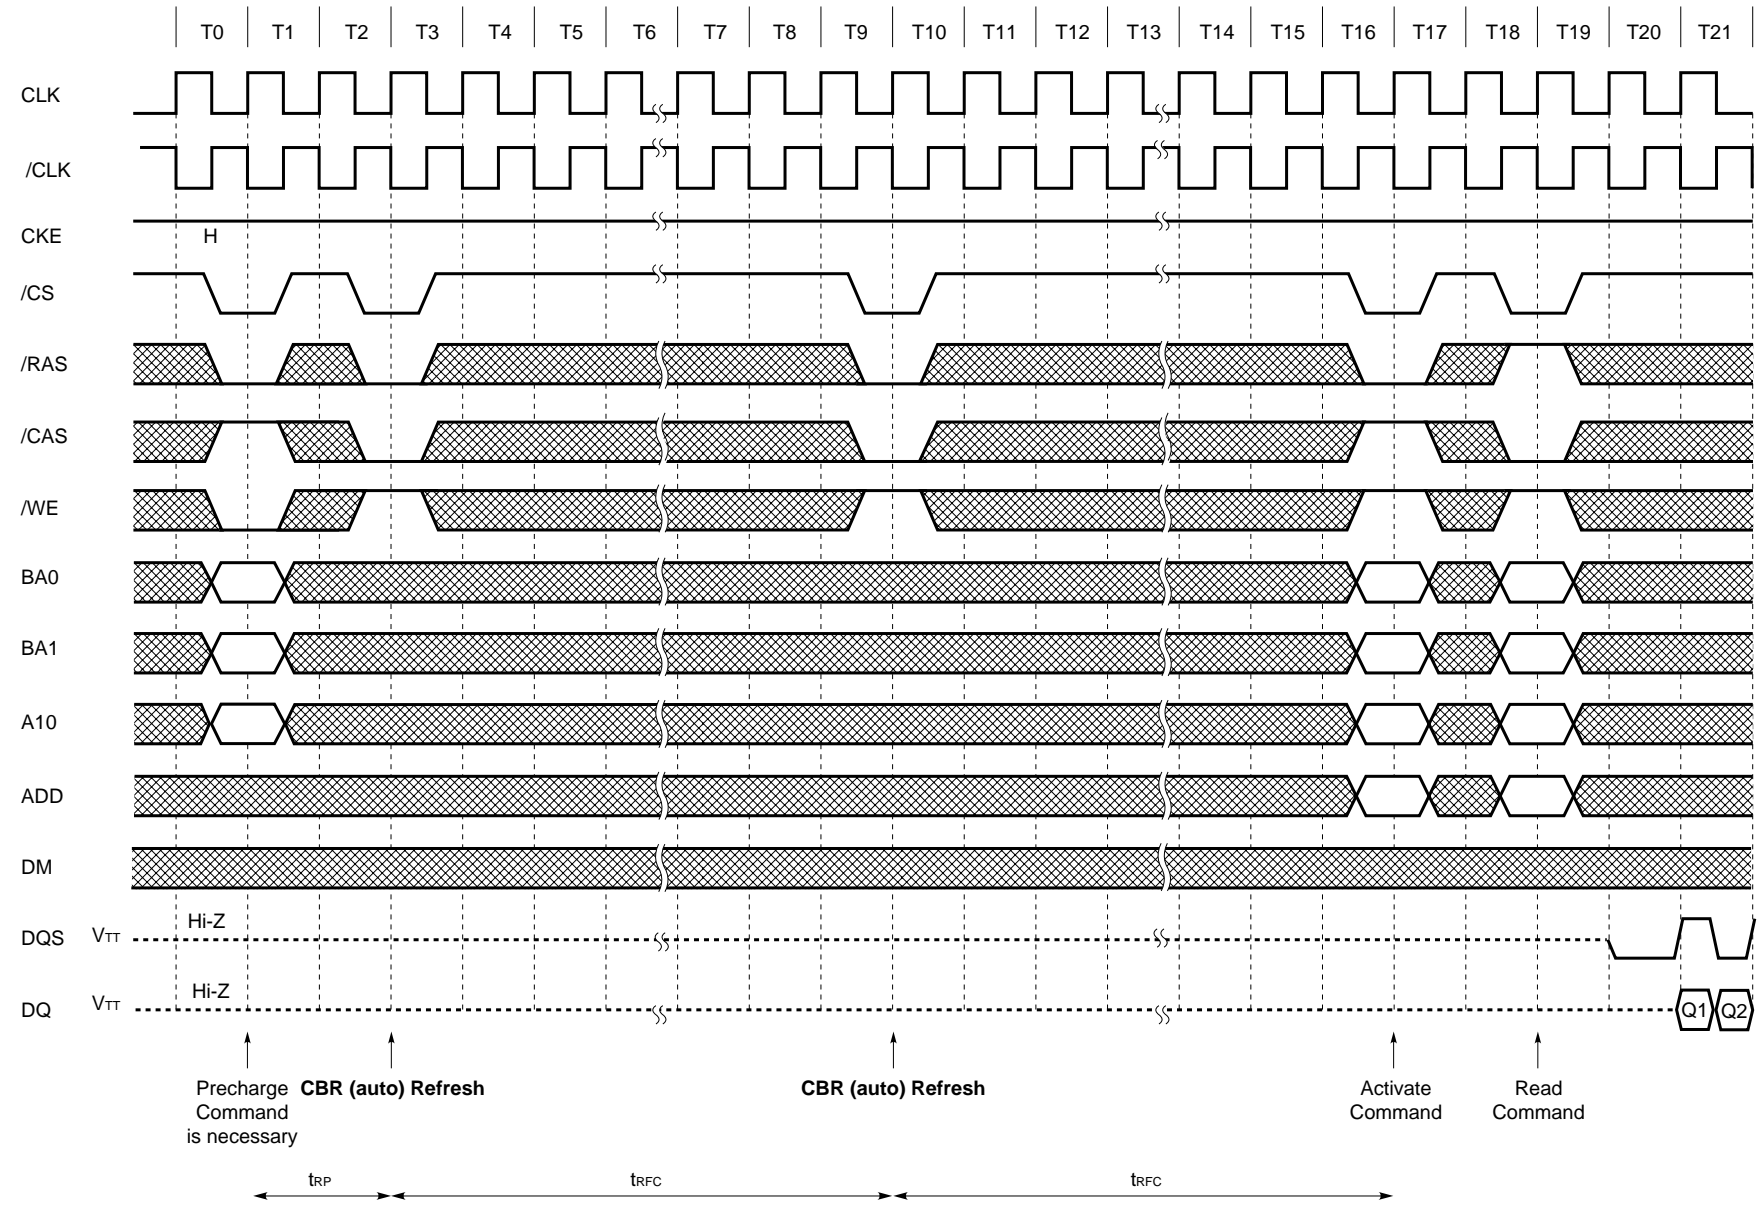 T0 T1 T2 T3 T4 T5 T6 T7 T8 T9 T10 T11 T12 T13 T14 T15 T16 T17 T18 T19 T20 T21
CLK
/CLK
CKE
H
/CS
/RAS
/CAS
/WE
BA0
BA1
A10
ADD
DM
Hi-Z
DQS VTT
Hi-Z
DQ VTT
Q1 Q2
Precharge
Command
is necessary
CBR (auto) Refresh
CBR (auto) Refresh
Activate
Command
Read
Command
tRP tRFC tRFC